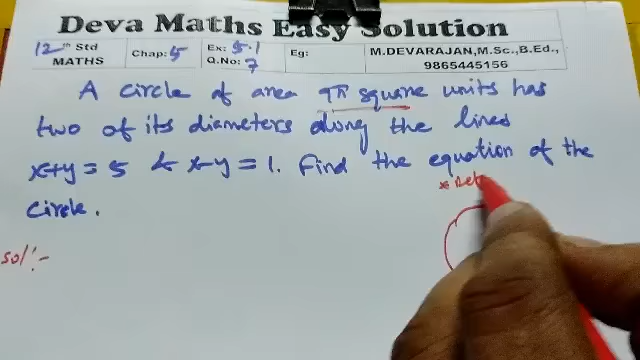 Deva Maths Easy Solution
12th Std
MATHS
Chap: 5
Ex: 5.1
Q.No: 7
Eg:
M.DEVARAJAN,M.Sc.,B.Ed.,
9865445156
A circle of area 9π square units has
two of its diameters along the lines
x+y=5 & x-y=1. Find the equation of the
circle.
sol:-